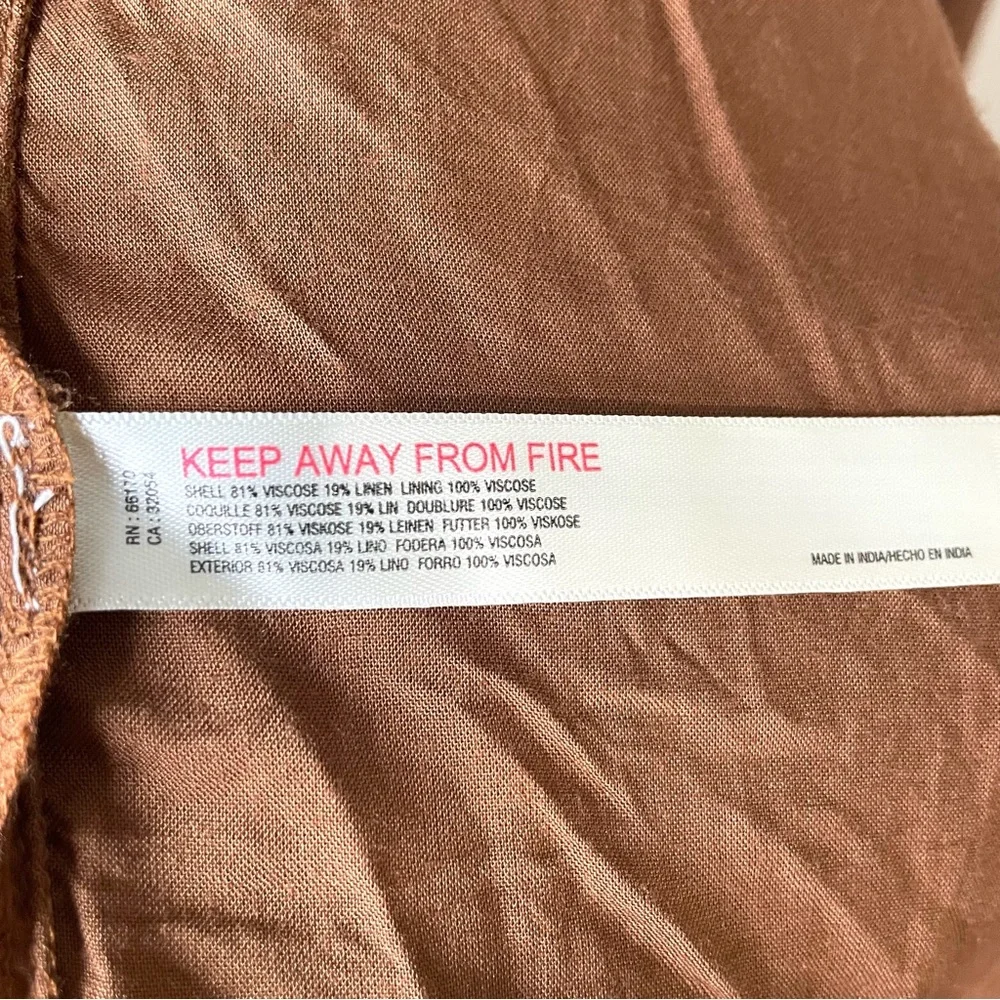 RN : 66170
CA : 32054
KEEP AWAY FROM FIRE
SHELL 81% VISCOSE 19% LINEN LINING 100% VISCOSE
COQUILLE 81% VISCOSE 19% LIN DOUBLURE 100% VISCOSE
OBERSTOFF 81% VISKOSE 19% LEINEN FUTTER 100% VISKOSE
SHELL 81% VISCOSA 19% LINO FODERA 100% VISCOSA
EXTERIOR 81% VISCOSA 19% LINO FORRO 100% VISCOSA
MADE IN INDIA/HECHO EN INDIA